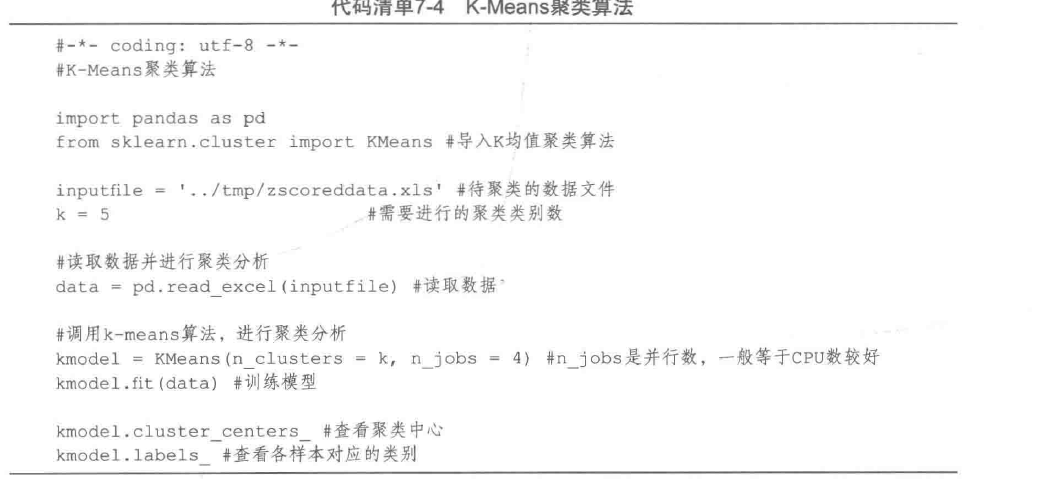 代码清单7-4 K-Means聚类算法
#-*- coding: utf-8 -*-
#K-Means聚类算法
import pandas as pd
from sklearn.cluster import KMeans #导入K均值聚类算法
inputfile = '../tmp/zscoreddata.xls' #待聚类的数据文件
k = 5 #需要进行的聚类类别数
#读取数据并进行聚类分析
data = pd.read_excel(inputfile) #读取数据
#调用k-means算法，进行聚类分析
kmodel = KMeans(n_clusters = k, n_jobs = 4) #n_jobs是并行数，一般等于CPU数较好
kmodel.fit(data) #训练模型
kmodel.cluster_centers_ #查看聚类中心
kmodel.labels_ #查看各样本对应的类别